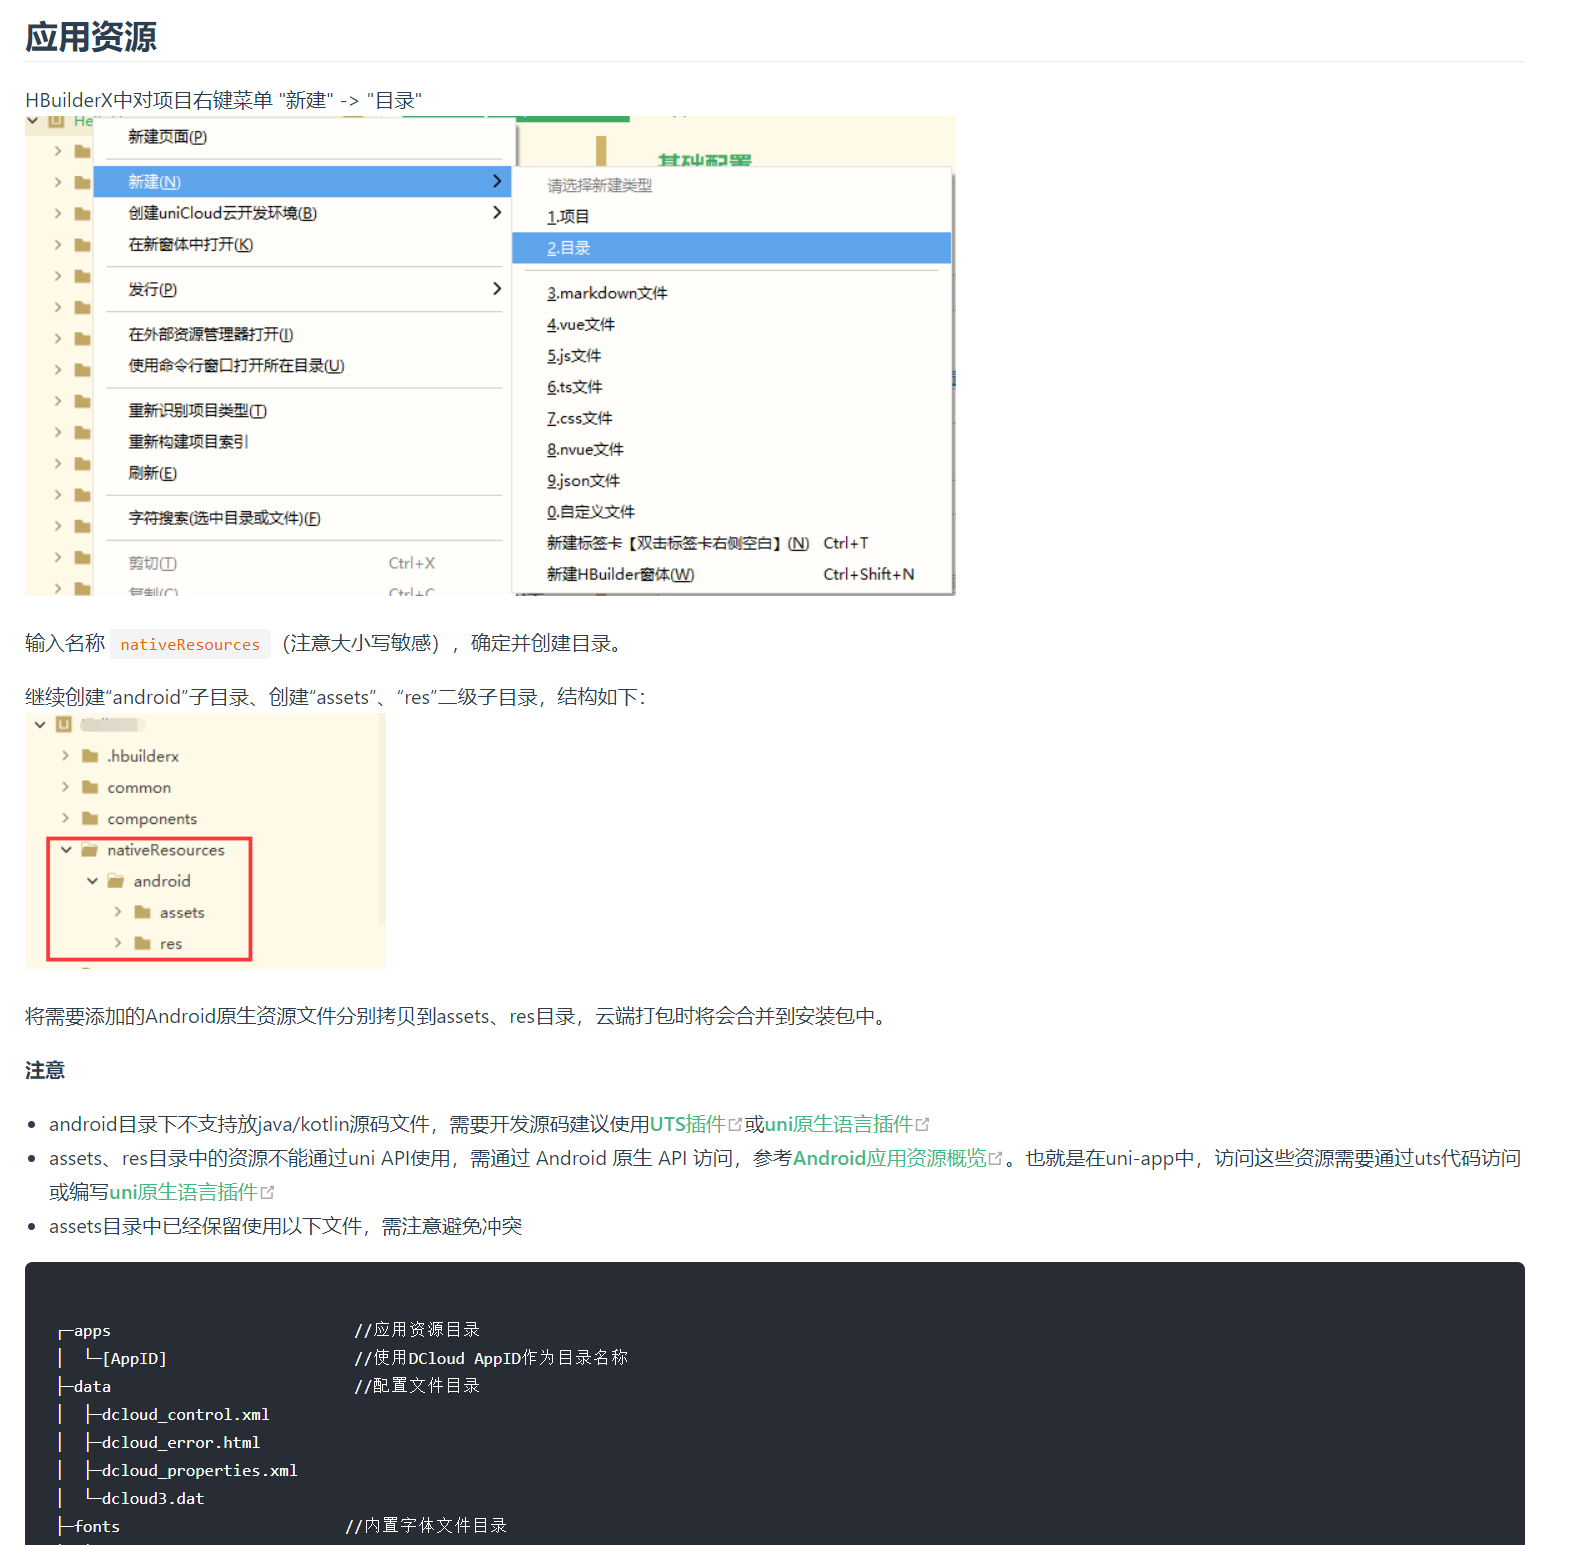 应用资源
HBuilderX中对项目右键菜单 "新建" -> "目录"
新建页面(P)
基础配置
新建(N)
请选择新建类型
创建uniCloud云开发环境(B)
1.项目
在新窗体中打开(K)
2.目录
发行(P)
3.markdown文件
在外部资源管理器打开(I)
4.vue文件
使用命令行窗口打开所在目录(U)
5.js文件
6.ts文件
重新识别项目类型(T)
7.css文件
重新构建项目索引
8.nvue文件
刷新(E)
9.json文件
0.自定义文件
字符搜索(选中目录或文件)(F)
新建标签卡【双击标签卡右侧空白】(N) Ctrl+T
剪切(T) Ctrl+X
新建HBuilder窗体(W) Ctrl+Shift+N
复制(C) Ctrl+C
输入名称 nativeResources （注意大小写敏感），确定并创建目录。
继续创建“android”子目录、创建“assets”、“res”二级子目录，结构如下：
.hbuilderx
common
components
nativeResources
android
assets
res
将需要添加的Android原生资源文件分别拷贝到assets、res目录，云端打包时将会合并到安装包中。
注意
android目录下不支持放java/kotlin源码文件，需要开发源码建议使用UTS插件或uni原生语言插件
assets、res目录中的资源不能通过uni API使用，需通过 Android 原生 API 访问，参考Android应用资源概览。也就是在uni-app中，访问这些资源需要通过uts代码访问
或编写uni原生语言插件
assets目录中已经保留使用以下文件，需注意避免冲突
┌─apps //应用资源目录
│ └─[AppID] //使用DCloud AppID作为目录名称
├─data //配置文件目录
│ ├─dcloud_control.xml
│ ├─dcloud_error.html
│ ├─dcloud_properties.xml
│ └─dcloud3.dat
├─fonts //内置字体文件目录